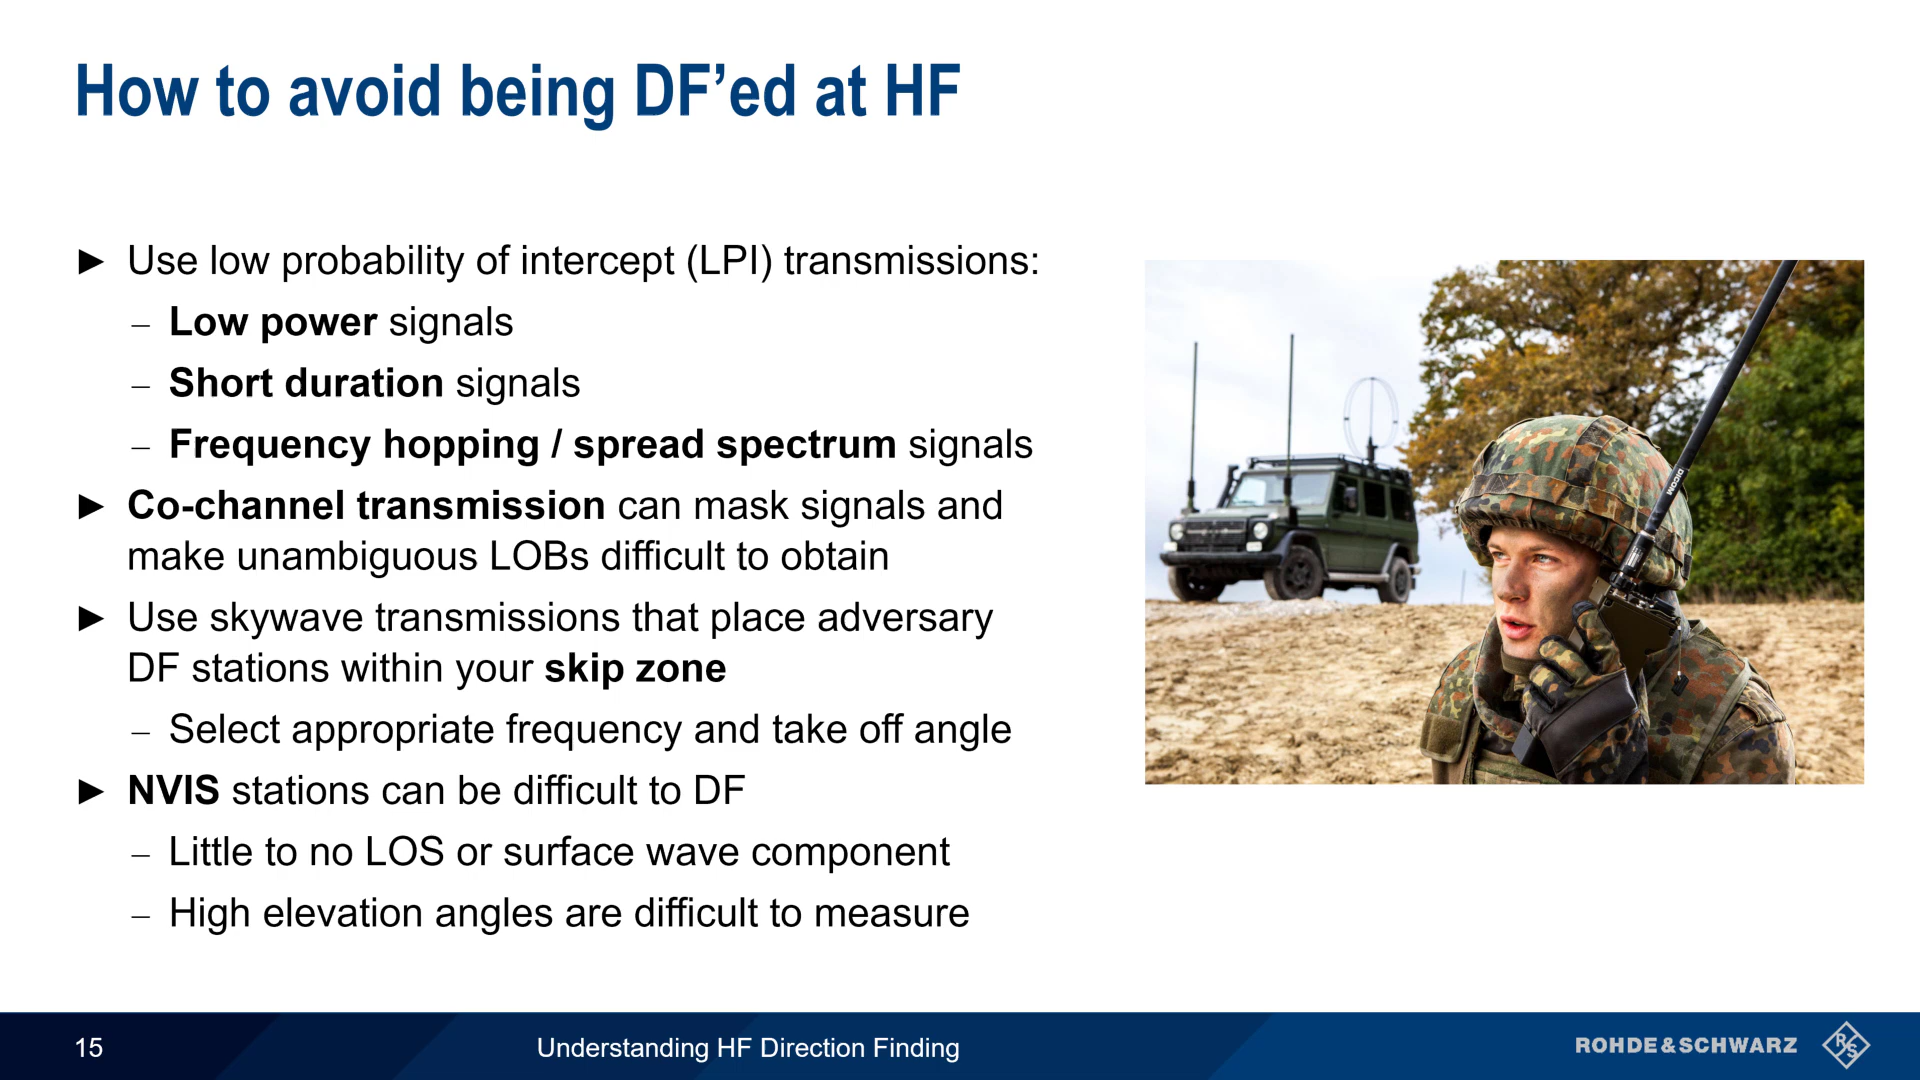 How to avoid being DF’ed at HF
► Use low probability of intercept (LPI) transmissions:
– Low power signals
– Short duration signals
– Frequency hopping / spread spectrum signals
► Co-channel transmission can mask signals and
make unambiguous LOBs difficult to obtain
► Use skywave transmissions that place adversary
DF stations within your skip zone
– Select appropriate frequency and take off angle
► NVIS stations can be difficult to DF
– Little to no LOS or surface wave component
– High elevation angles are difficult to measure
15
Understanding HF Direction Finding
ROHDE & SCHWARZ
R&S